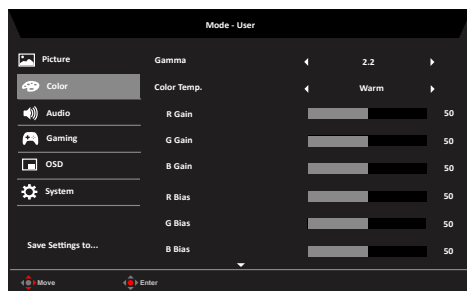 Mode - User
Picture
Gamma 2.2
Color
Color Temp. Warm
Audio
R Gain 50
Gaming
G Gain 50
OSD
B Gain 50
System
R Bias 50
G Bias 50
Save Settings to...
B Bias 50
Move Enter